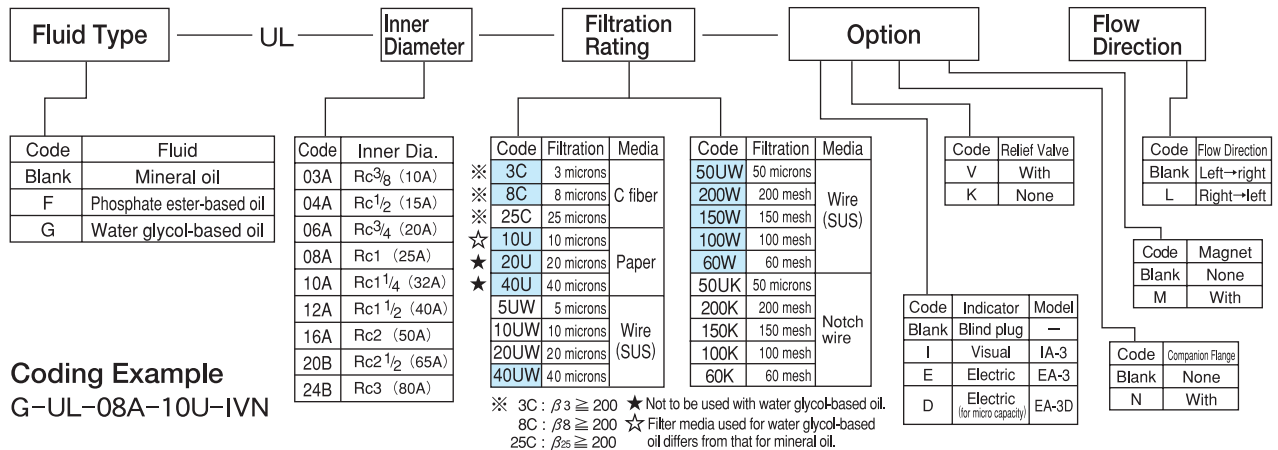 Fluid Type
UL
Inner
Diameter
Filtration
Rating
Option
Flow
Direction
Code Fluid
Blank Mineral oil
F Phosphate ester-based oil
G Water glycol-based oil
Code Inner Dia.
03A Rc3/8 (10A)
04A Rc1/2 (15A)
06A Rc3/4 (20A)
08A Rc1 (25A)
10A Rc1 1/4 (32A)
12A Rc1 1/2 (40A)
16A Rc2 (50A)
20B Rc2 1/2 (65A)
24B Rc3 (80A)
Code Filtration Media
※ 3C 3 microns
※ 8C 8 microns C fiber
※ 25C 25 microns
☆ 10U 10 microns
★ 20U 20 microns Paper
★ 40U 40 microns
5UW 5 microns
10UW 10 microns Wire
20UW 20 microns (SUS)
40UW 40 microns
Code Filtration Media
50UW 50 microns
200W 200 mesh Wire
150W 150 mesh (SUS)
100W 100 mesh
60W 60 mesh
50UK 50 microns
200K 200 mesh
150K 150 mesh Notch
100K 100 mesh wire
60K 60 mesh
※ 3C : β3 ≧ 200
8C : β8 ≧ 200
25C : β25 ≧ 200
★ Not to be used with water glycol-based oil.
☆ Filter media used for water glycol-based
oil differs from that for mineral oil.
Code Indicator Model
Blank Blind plug —
I Visual IA-3
E Electric EA-3
D Electric EA-3D
(for micro capacity)
Code Relief Valve
V With
K None
Code Companion Flange
Blank None
N With
Code Magnet
Blank None
M With
Code Flow Direction
Blank Left→right
L Right→left
Coding Example
G-UL-08A-10U-IVN